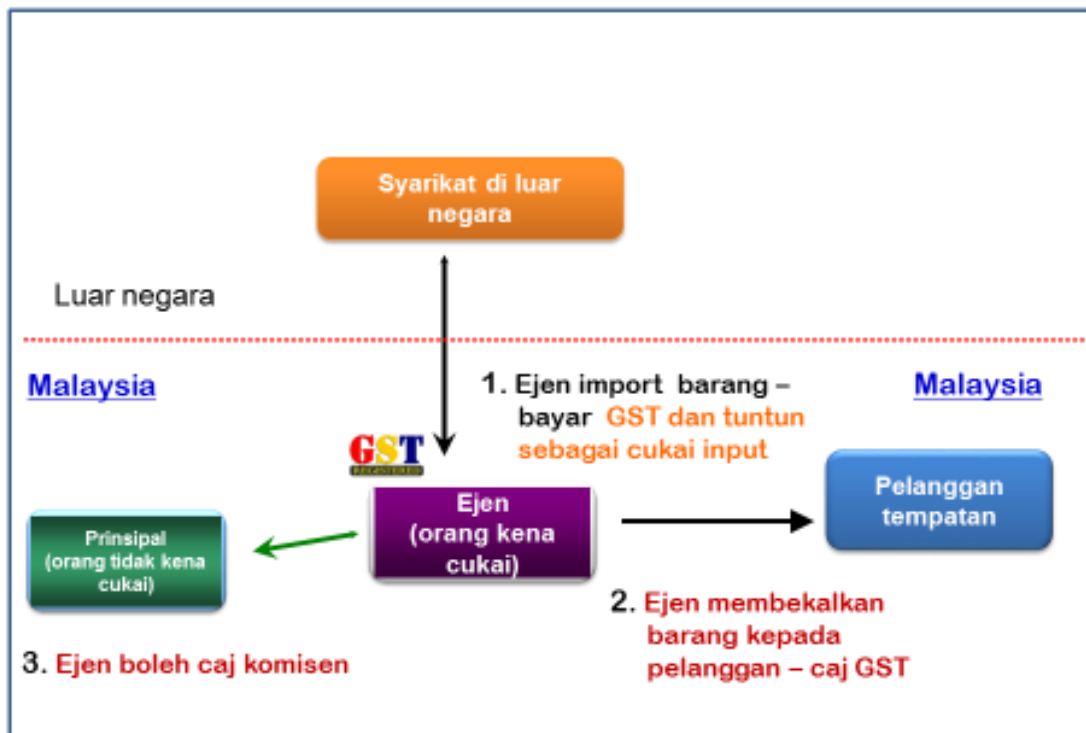 Syarikat di luar
negara
Luar negara
Malaysia
Malaysia
1. Ejen import barang –
bayar GST dan tuntun
sebagai cukai input
GST
REGISTERED
Ejen
(orang kena
cukai)
Pelanggan
tempatan
Prinsipal
(orang tidak kena
cukai)
2. Ejen membekalkan
barang kepada
pelanggan – caj GST
3. Ejen boleh caj komisen